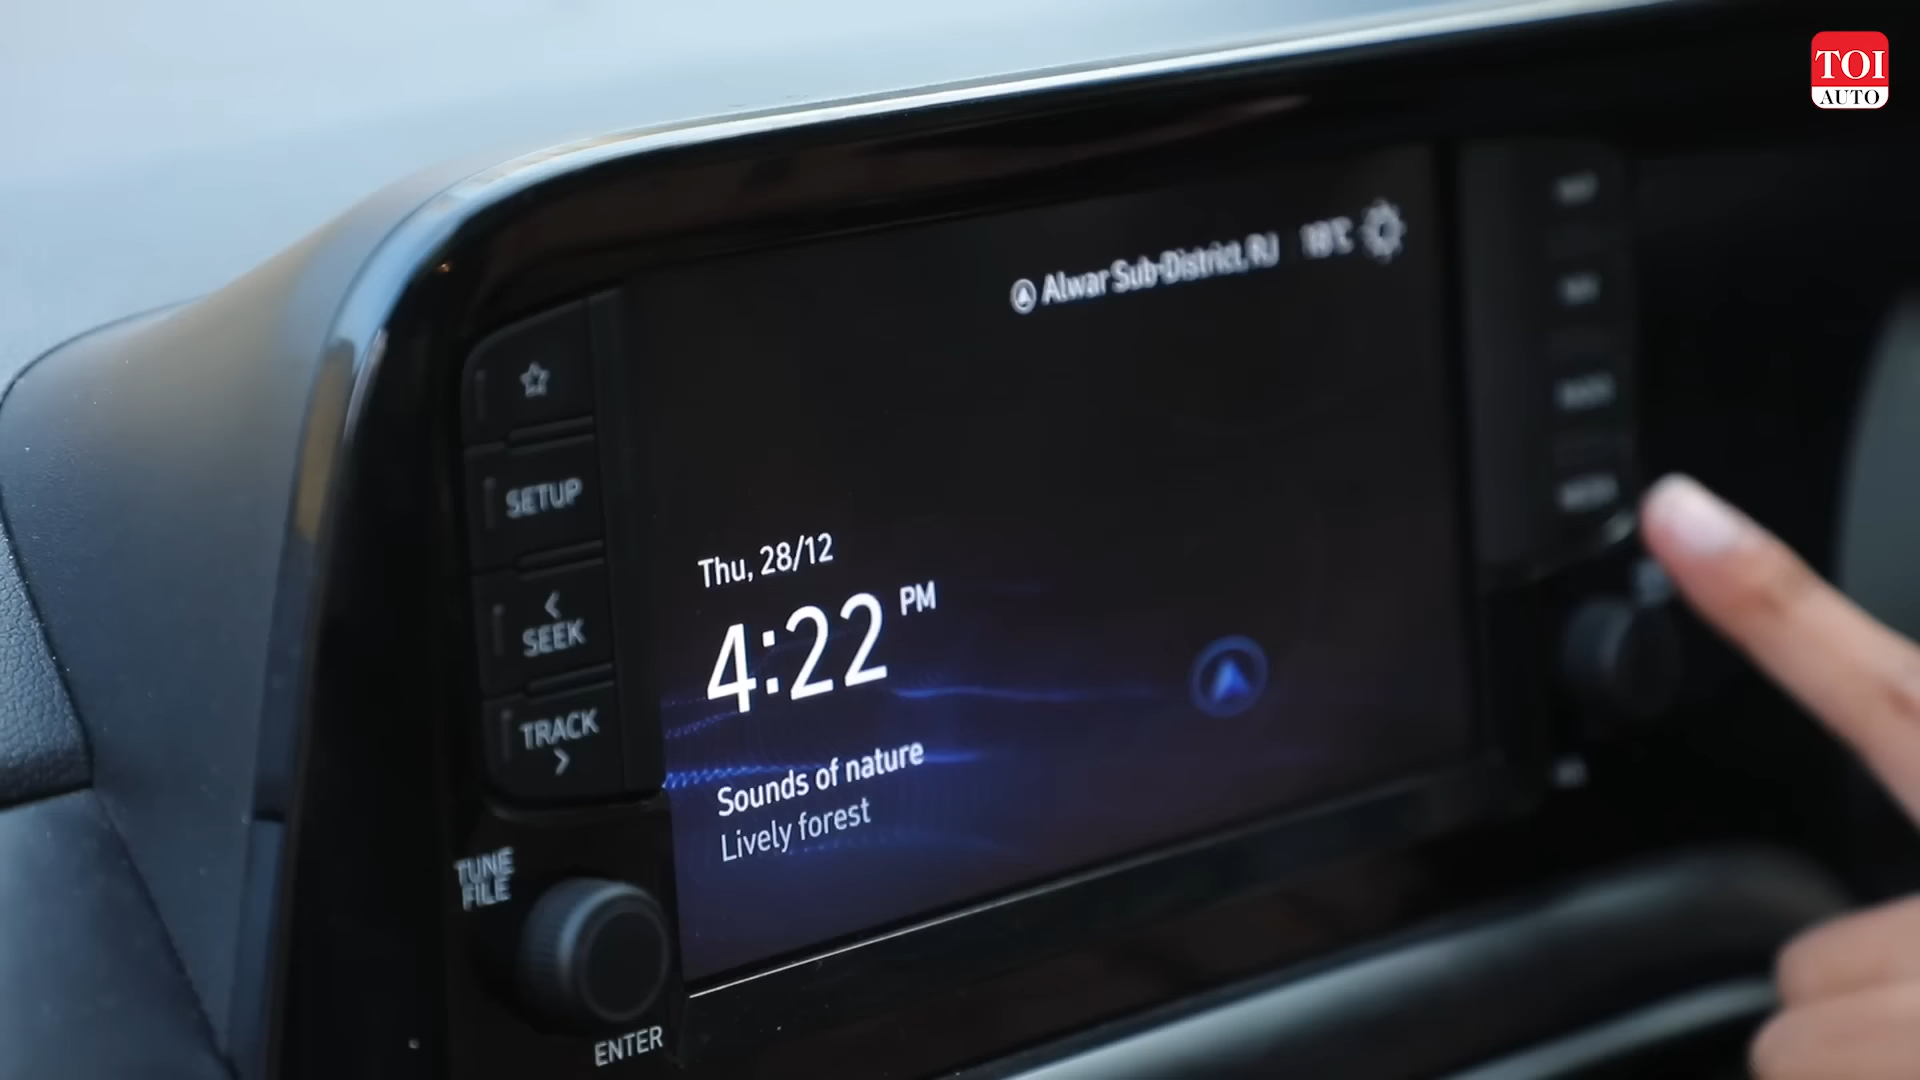 TOI
AUTO
Alwar Sub-District, RJ 18°C
☆
SETUP
<
SEEK
TRACK
>
Thu, 28/12
4:22 PM
Sounds of nature
Lively forest
TUNE
FILE
ENTER